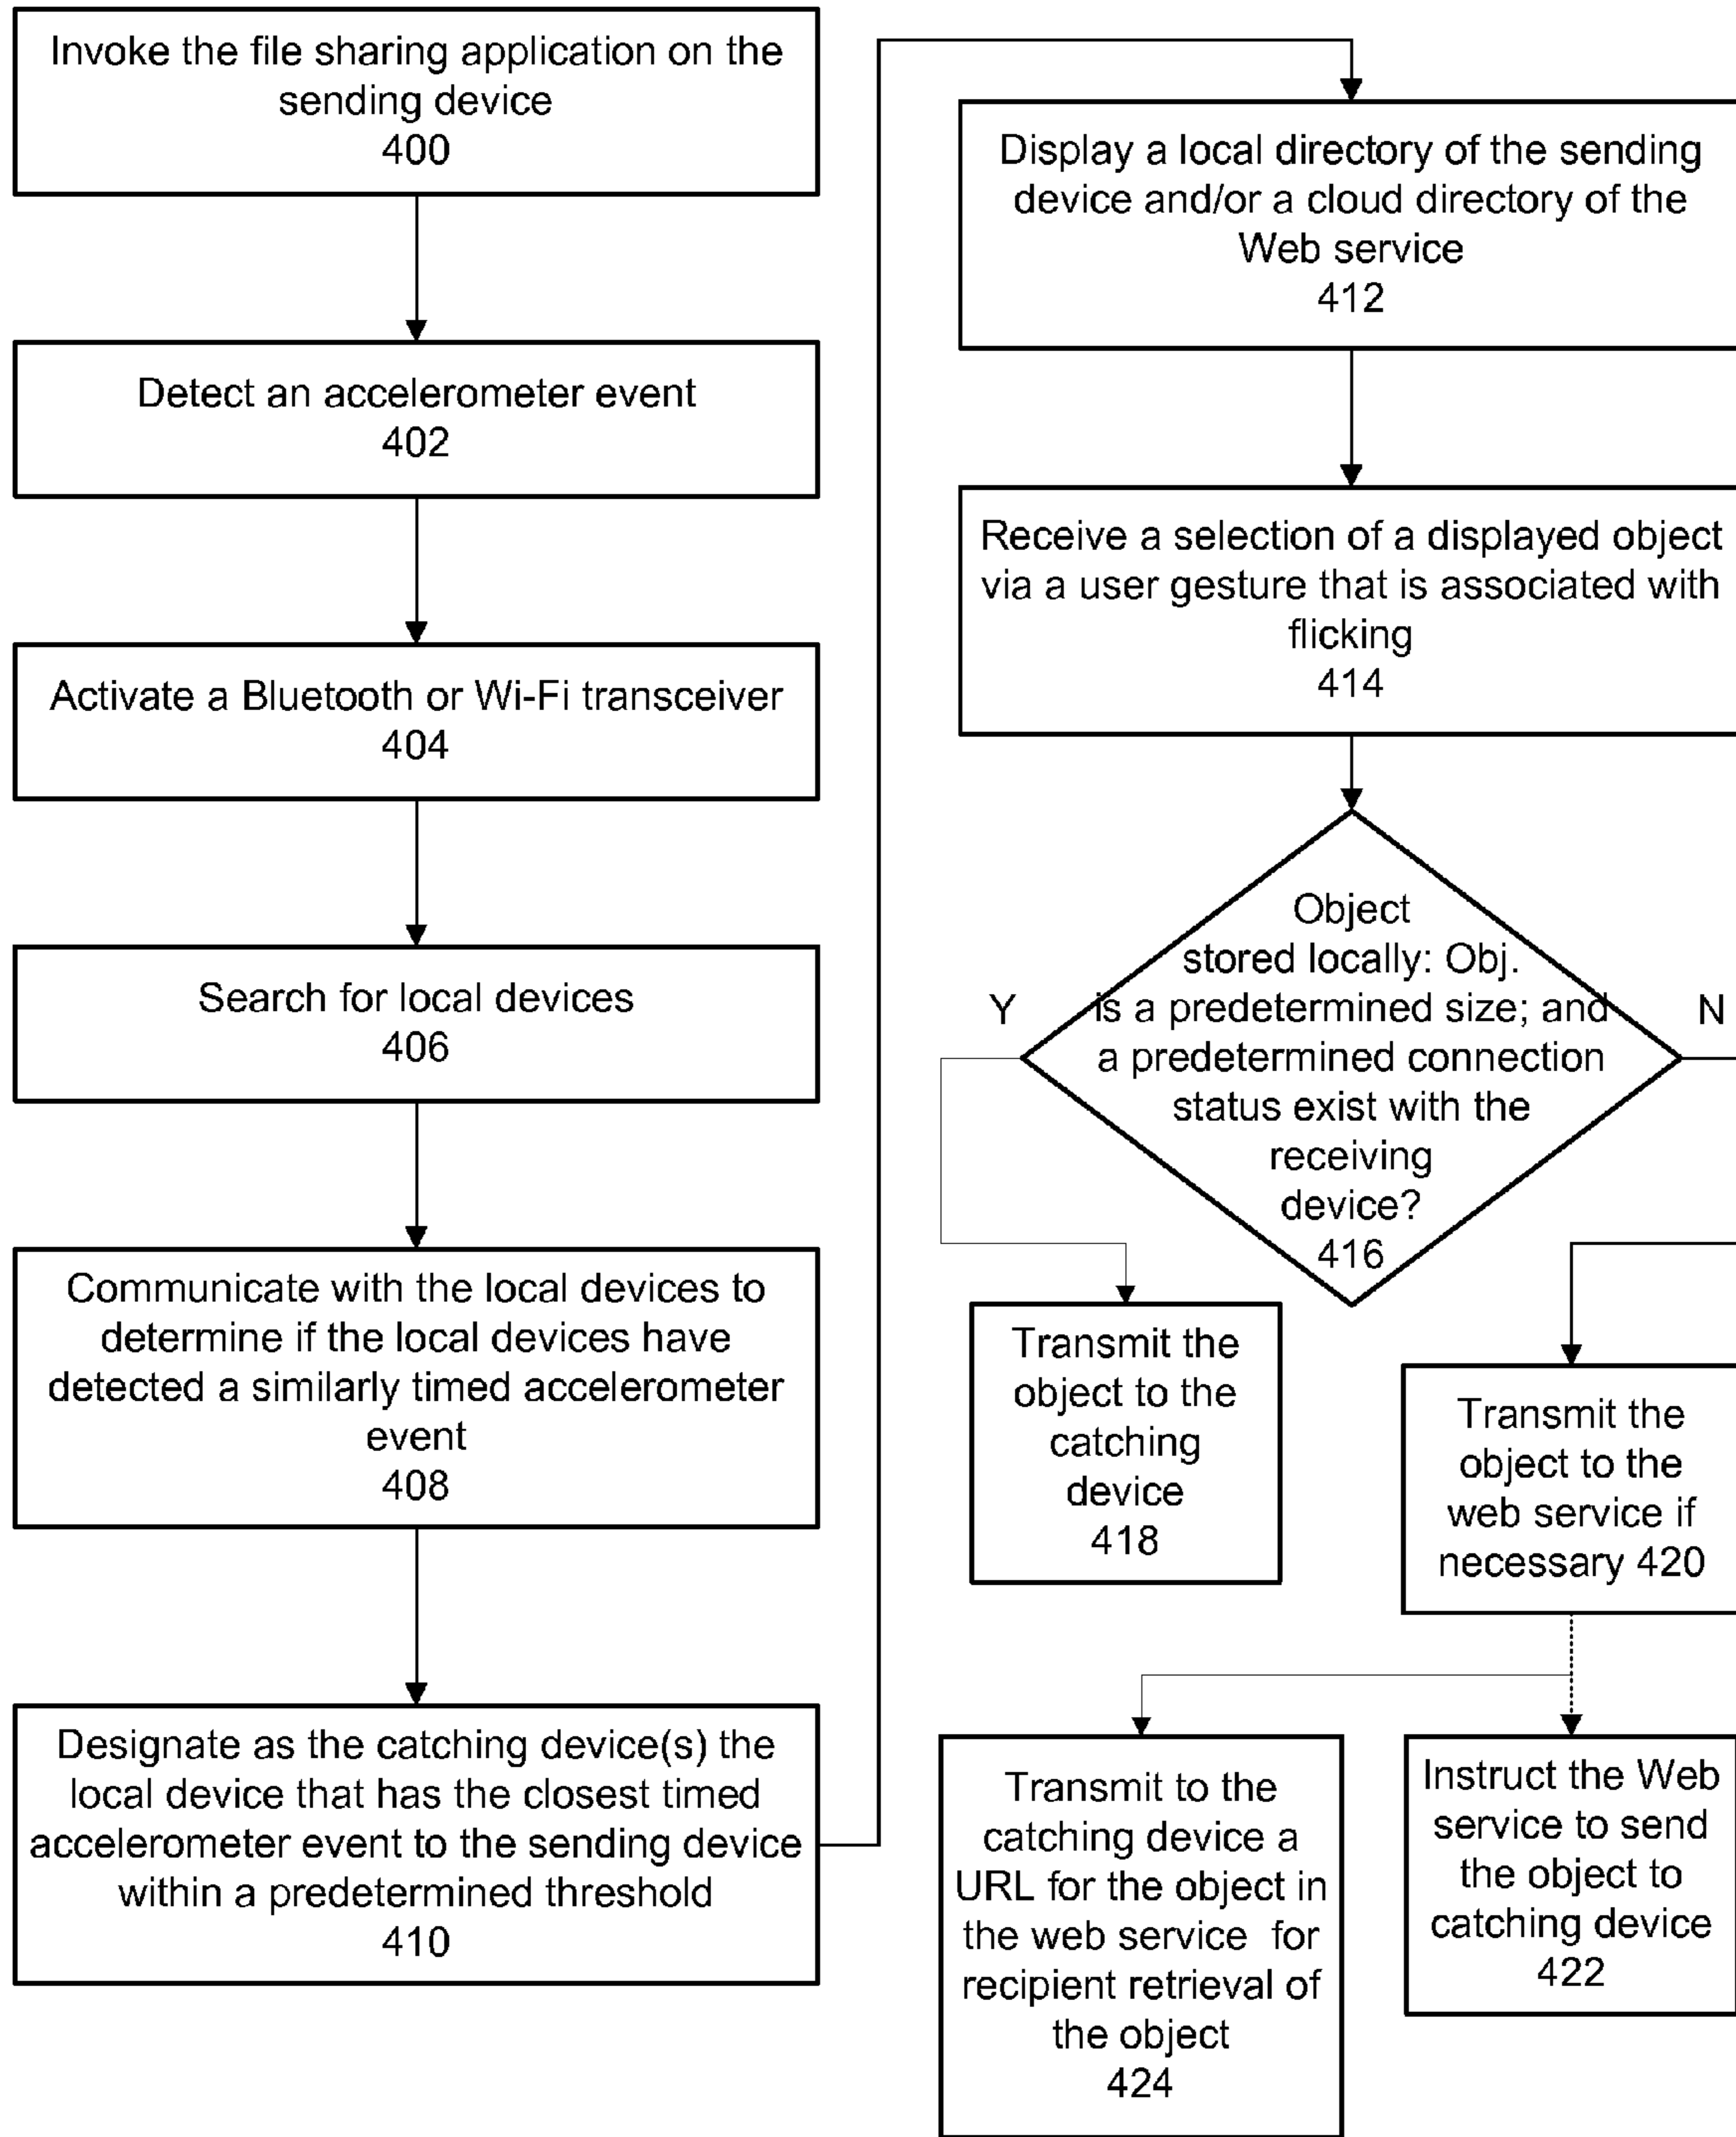 Invoke the file sharing application on the
sending device
400
Detect an accelerometer event
402
Activate a Bluetooth or Wi-Fi transceiver
404
Search for local devices
406
Communicate with the local devices to
determine if the local devices have
detected a similarly timed accelerometer
event
408
Designate as the catching device(s) the
local device that has the closest timed
accelerometer event to the sending device
within a predetermined threshold
410
Display a local directory of the sending
device and/or a cloud directory of the
Web service
412
Receive a selection of a displayed object
via a user gesture that is associated with
flicking
414
Object
stored locally: Obj.
is a predetermined size; and
a predetermined connection
status exist with the
receiving
device?
416
Y
N
Transmit the
object to the
catching
device
418
Transmit the
object to the
web service if
necessary 420
Transmit to the
catching device a
URL for the object in
the web service for
recipient retrieval of
the object
424
Instruct the Web
service to send
the object to
catching device
422